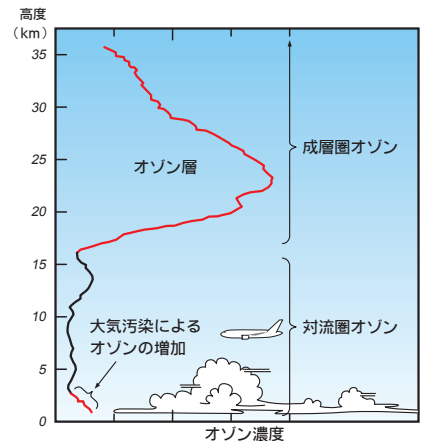 高度
（km）
35
30
25
20
15
10
5
0
オゾン層
成層圏オゾン
対流圏オゾン
大気汚染による
オゾンの増加
オゾン濃度